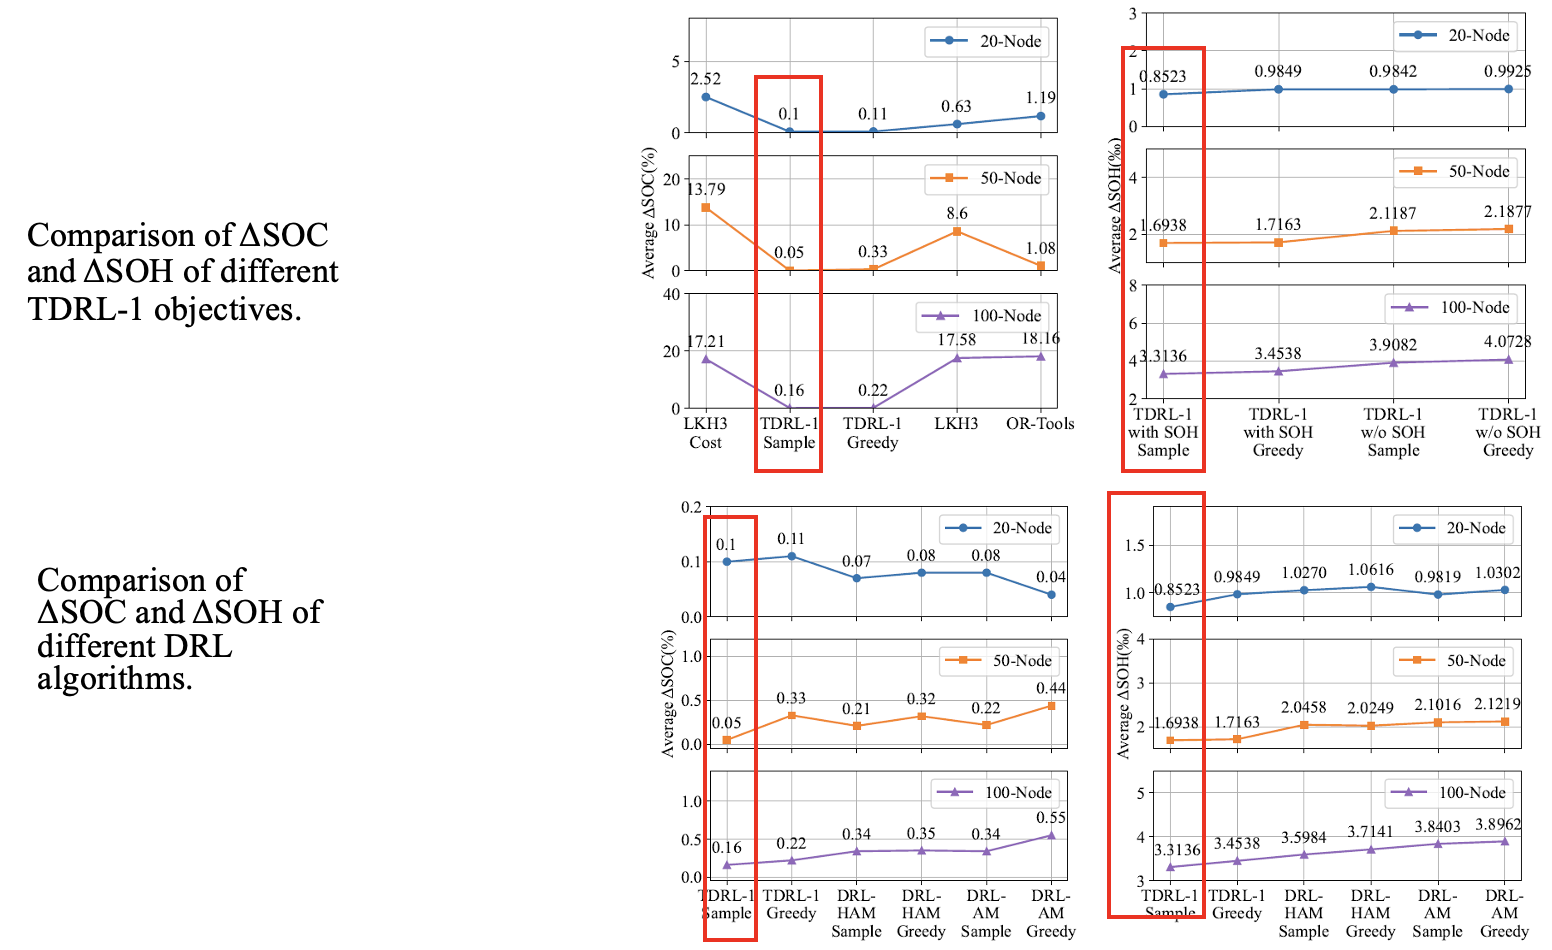 Comparison of ΔSOC
and ΔSOH of different
TDRL-1 objectives.
Average ΔSOC(%)
20-Node
5
0
2.52
0.1
0.11
0.63
1.19
50-Node
20
10
0
13.79
0.05
0.33
8.6
1.08
100-Node
40
20
0
17.21
0.16
0.22
17.58
18.16
LKH3 TDRL-1 TDRL-1 LKH3 OR-Tools
Cost Sample Greedy
Average ΔSOH(‰)
20-Node
3
2
1
0
0.8523
0.9849
0.9842
0.9925
50-Node
4
2
1.6938
1.7163
2.1187
2.1877
100-Node
8
6
4
2
3.3136
3.4538
3.9082
4.0728
TDRL-1 TDRL-1 TDRL-1 TDRL-1
with SOH with SOH w/o SOH w/o SOH
Sample Greedy Sample Greedy
Comparison of
ΔSOC and ΔSOH of
different DRL
algorithms.
Average ΔSOC(%)
20-Node
0.2
0.1
0.0
0.1
0.11
0.07
0.08
0.08
0.04
50-Node
1.0
0.5
0.0
0.05
0.33
0.21
0.32
0.22
0.44
100-Node
1.0
0.5
0.0
0.16
0.22
0.34
0.35
0.34
0.55
TDRL-1 TDRL-1 DRL- DRL- DRL- DRL-
Sample Greedy HAM HAM AM AM
Sample Greedy Sample Greedy
Average ΔSOH(‰)
20-Node
1.5
1.0
0.8523
0.9849
1.0270
1.0616
0.9819
1.0302
50-Node
4
3
2
1.6938
1.7163
2.0458
2.0249
2.1016
2.1219
100-Node
5
4
3
3.3136
3.4538
3.5984
3.7141
3.8403
3.8962
TDRL-1 TDRL-1 DRL- DRL- DRL- DRL-
Sample Greedy HAM HAM AM AM
Sample Greedy Sample Greedy